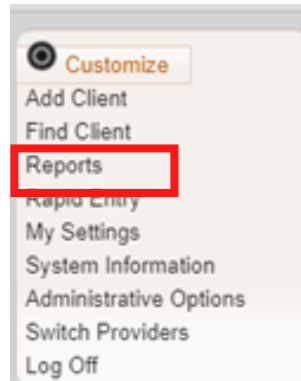 Customize
Add Client
Find Client
Reports
Rapid Entry
My Settings
System Information
Administrative Options
Switch Providers
Log Off